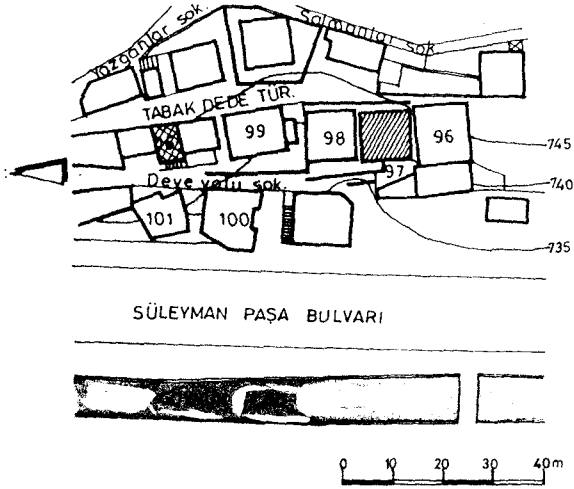 Yozganlar sok.
Salmanlar sok
TABAK DEDE TÜR.
99
98
96
97
745
Deve yolu sok.
740
101
100
735
SÜLEYMAN PAŞA BULVARI
0 10 20 30 40m